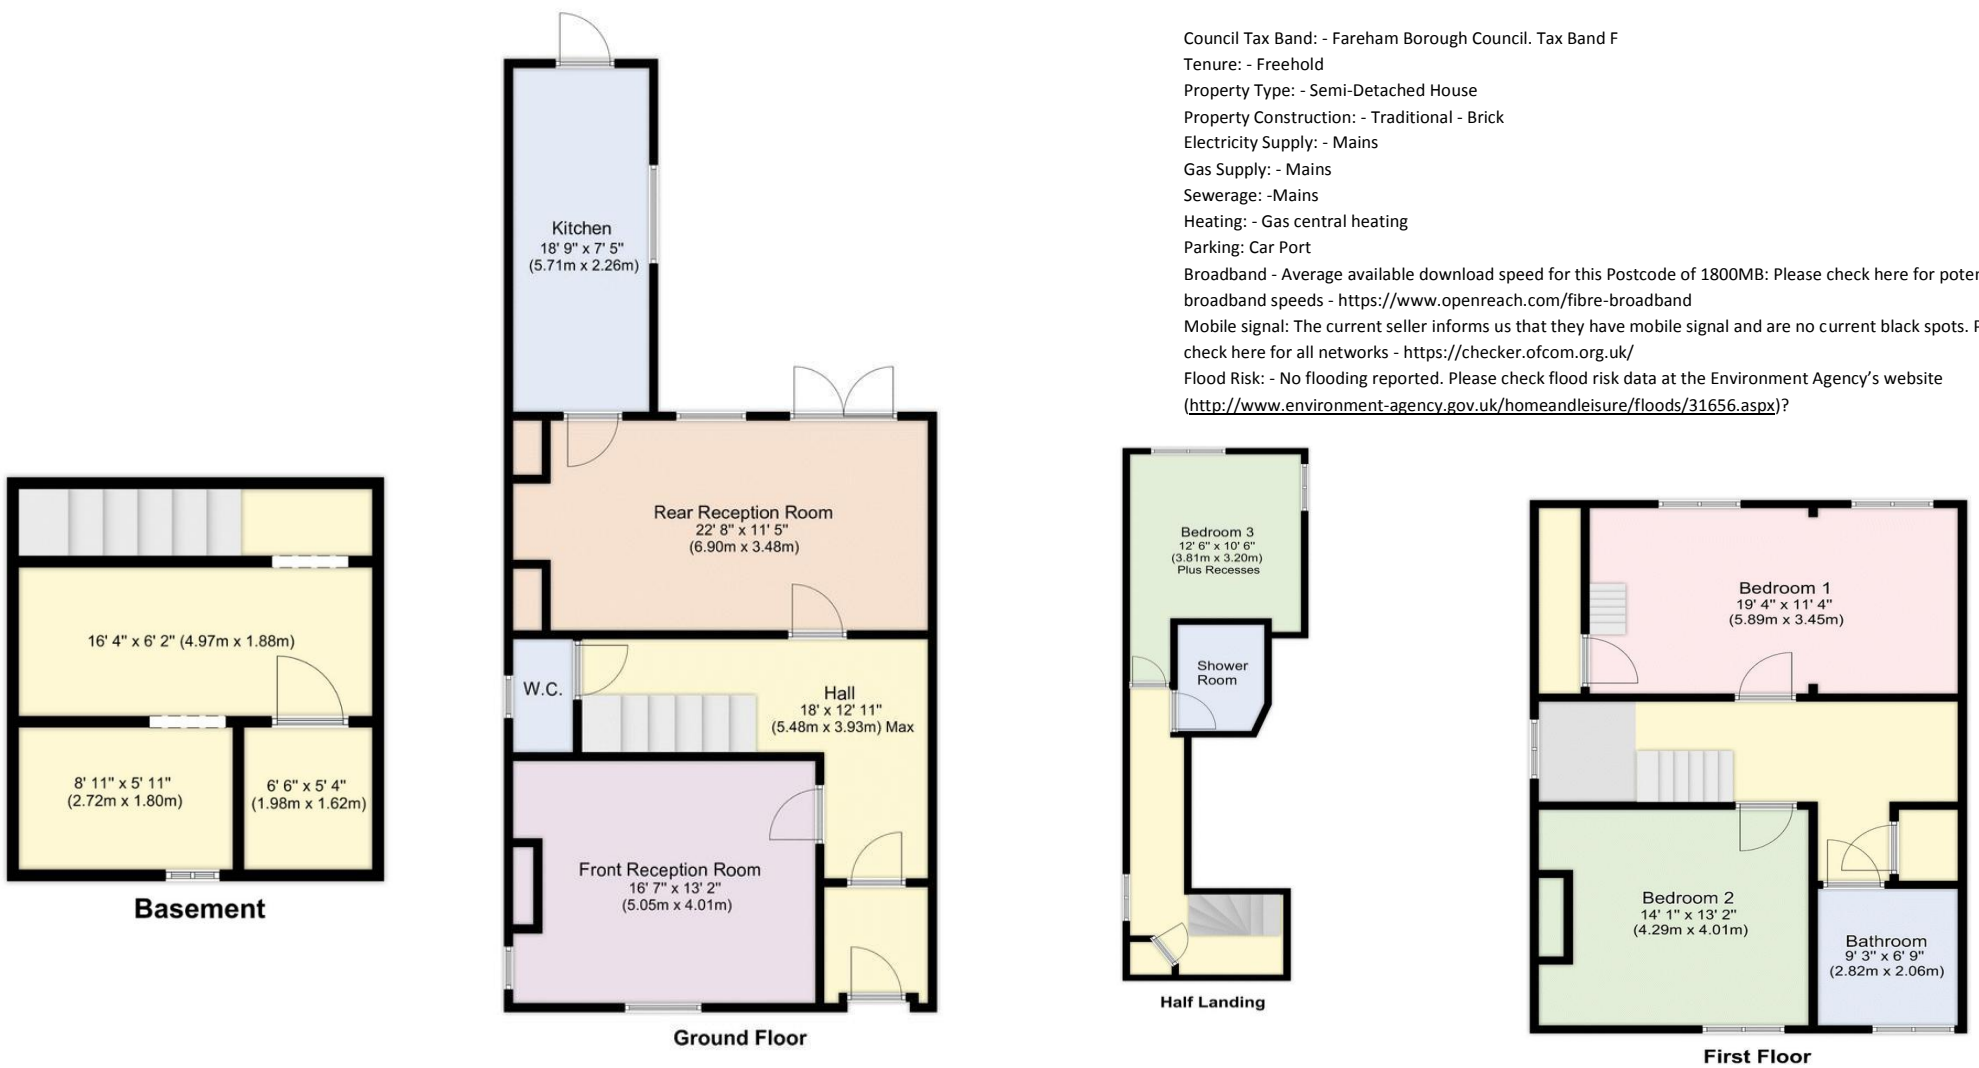 Council Tax Band: - Fareham Borough Council. Tax Band F
Tenure: - Freehold
Property Type: - Semi-Detached House
Property Construction: - Traditional - Brick
Electricity Supply: - Mains
Gas Supply: - Mains
Sewerage: -Mains
Heating: - Gas central heating
Parking: Car Port
Broadband - Average available download speed for this Postcode of 1800MB: Please check here for poten
broadband speeds - https://www.openreach.com/fibre-broadband
Mobile signal: The current seller informs us that they have mobile signal and are no current black spots. P
check here for all networks - https://checker.ofcom.org.uk/
Flood Risk: - No flooding reported. Please check flood risk data at the Environment Agency’s website
(http://www.environment-agency.gov.uk/homeandleisure/floods/31656.aspx)?
16' 4" x 6' 2" (4.97m x 1.88m)
8' 11" x 5' 11"
(2.72m x 1.80m)
6' 6" x 5' 4"
(1.98m x 1.62m)
Basement
Kitchen
18' 9" x 7' 5"
(5.71m x 2.26m)
Rear Reception Room
22' 8" x 11' 5"
(6.90m x 3.48m)
W.C.
Hall
18' x 12' 11"
(5.48m x 3.93m) Max
Front Reception Room
16' 7" x 13' 2"
(5.05m x 4.01m)
Ground Floor
Bedroom 3
12' 6" x 10' 6"
(3.81m x 3.20m)
Plus Recesses
Shower
Room
Half Landing
Bedroom 1
19' 4" x 11' 4"
(5.89m x 3.45m)
Bedroom 2
14' 1" x 13' 2"
(4.29m x 4.01m)
Bathroom
9' 3" x 6' 9"
(2.82m x 2.06m)
First Floor